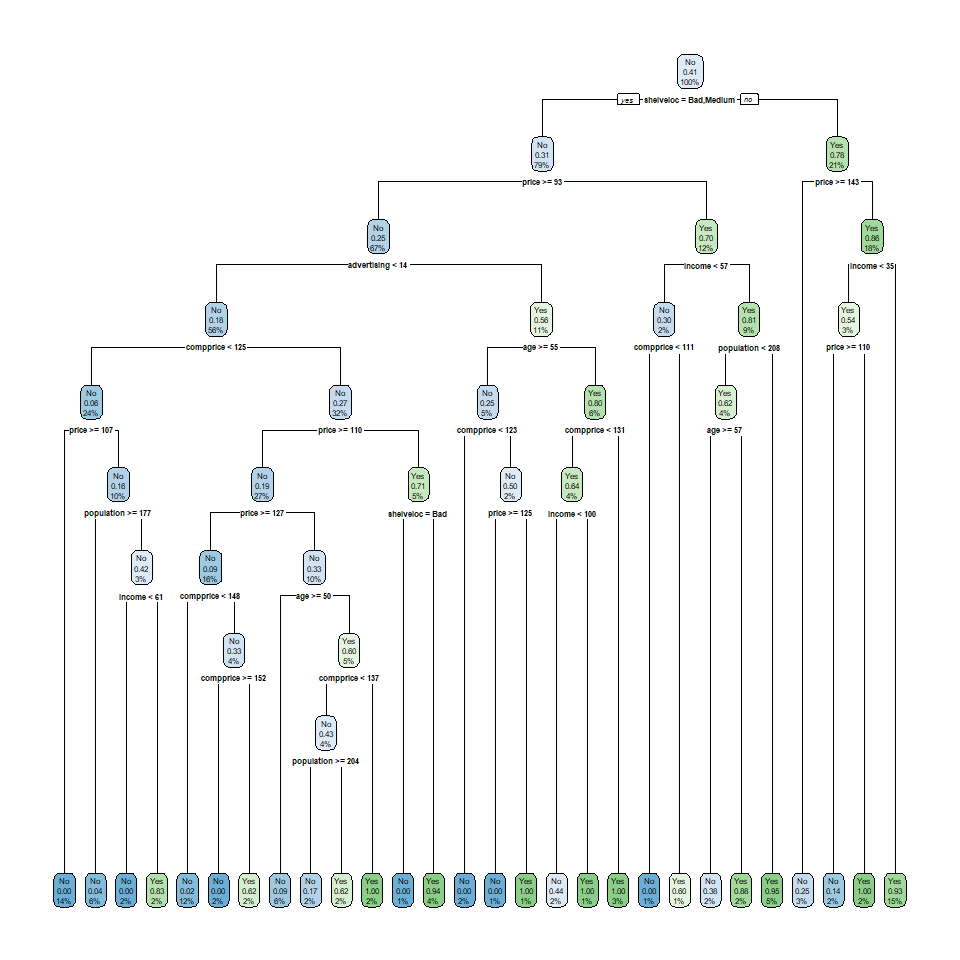 No
0.41
100%
yes shelveloc = Bad,Medium no
No
0.31
79%
Yes
0.78
21%
price >= 93
price >= 143
No
0.25
67%
Yes
0.70
12%
Yes
0.86
18%
advertising < 14
income < 57
income < 35
No
0.18
56%
Yes
0.56
11%
No
0.30
2%
Yes
0.81
9%
Yes
0.54
3%
compprice < 125
age >= 55
compprice < 111
population < 208
price >= 110
No
0.06
24%
No
0.27
32%
No
0.25
5%
Yes
0.80
6%
Yes
0.62
4%
price >= 107
price >= 110
compprice < 123
compprice < 131
age >= 57
No
0.16
10%
No
0.19
27%
Yes
0.71
5%
No
0.50
2%
Yes
0.64
4%
population >= 177
price >= 127
shelveloc = Bad
price >= 125
income < 100
No
0.42
3%
No
0.09
16%
No
0.33
10%
income < 61
compprice < 148
age >= 50
No
0.33
4%
Yes
0.60
5%
compprice >= 152
compprice < 137
No
0.43
4%
population >= 204
No
0.00
14%
No
0.04
6%
No
0.00
2%
Yes
0.83
2%
No
0.02
12%
No
0.00
2%
Yes
0.62
2%
No
0.09
6%
No
0.17
2%
Yes
0.62
2%
Yes
1.00
2%
No
0.00
1%
Yes
0.94
4%
No
0.00
2%
No
0.00
1%
Yes
1.00
1%
No
0.44
2%
Yes
1.00
1%
Yes
1.00
3%
No
0.00
1%
Yes
0.60
1%
No
0.38
2%
Yes
0.88
2%
Yes
0.95
5%
No
0.25
3%
No
0.14
2%
Yes
1.00
2%
Yes
0.93
15%